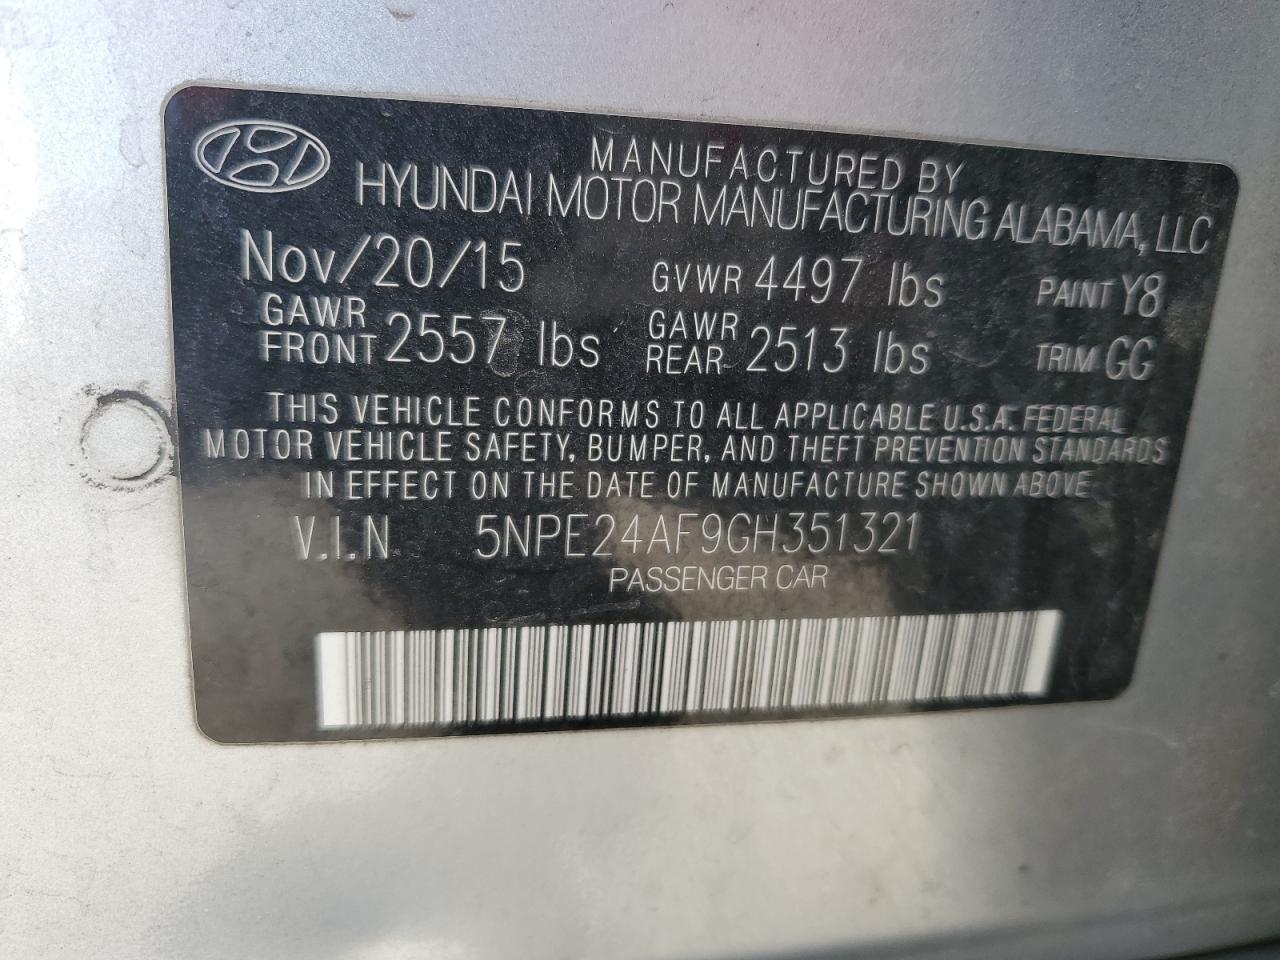 MANUFACTURED BY
HYUNDAI MOTOR MANUFACTURING ALABAMA, LLC
Nov/20/15 GVWR 4497 lbs PAINT Y8
GAWR FRONT 2557 lbs GAWR REAR 2513 lbs TRIM GG
THIS VEHICLE CONFORMS TO ALL APPLICABLE U.S.A. FEDERAL
MOTOR VEHICLE SAFETY, BUMPER, AND THEFT PREVENTION STANDARDS
IN EFFECT ON THE DATE OF MANUFACTURE SHOWN ABOVE
V.I.N 5NPE24AF9GH351321
PASSENGER CAR